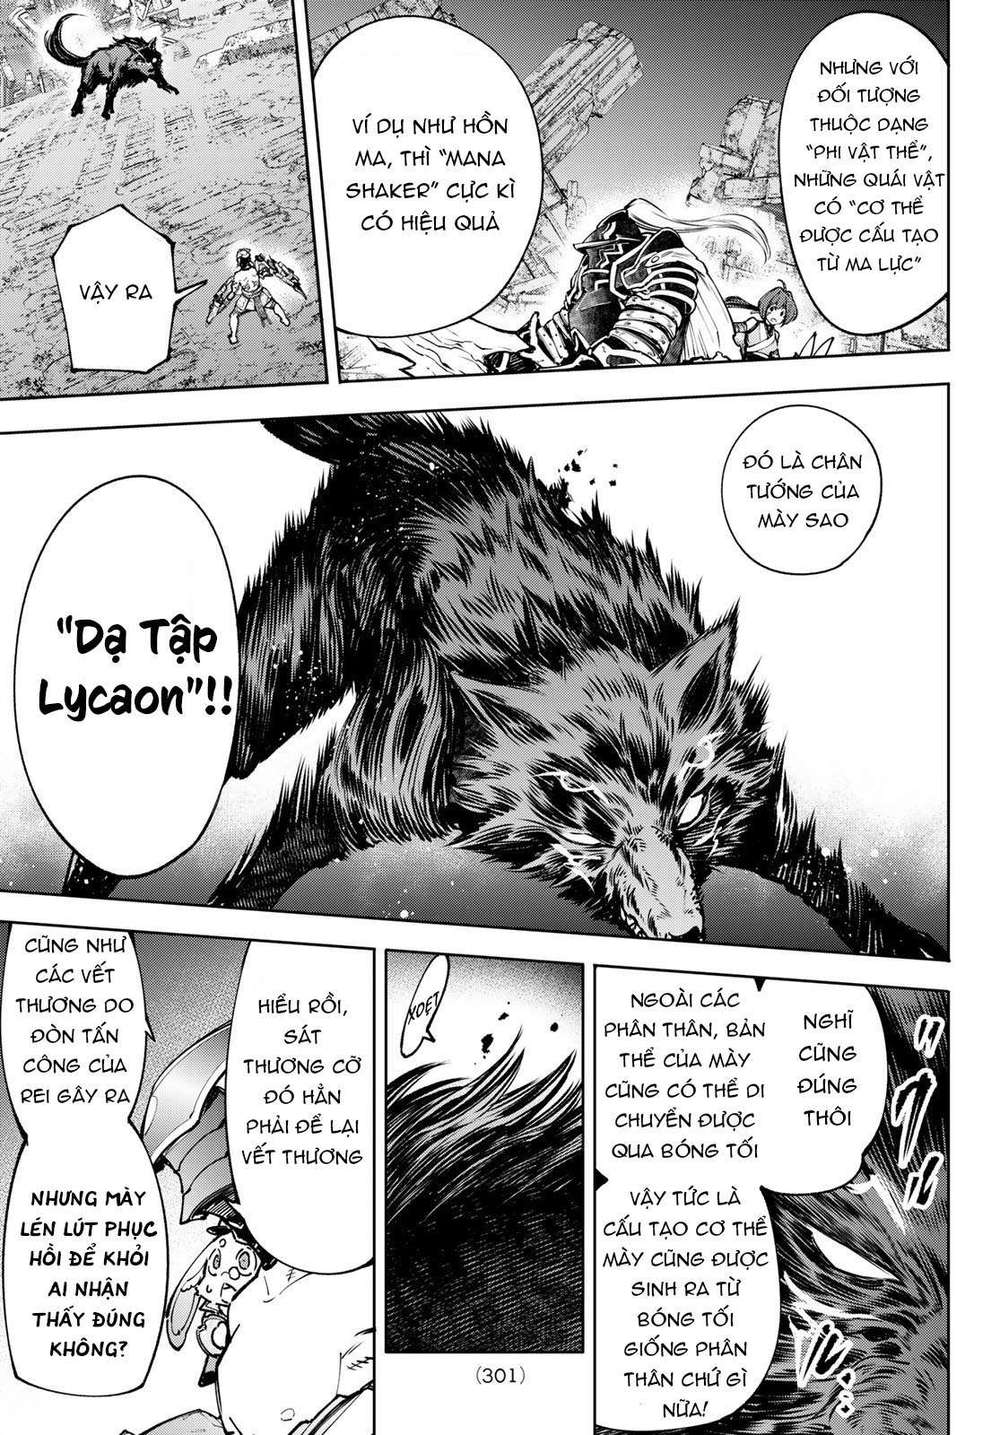 NHƯNG VỚI
ĐỐI TƯỢNG
THUỘC DẠNG
"PHI VẬT THỂ",
NHỮNG QUÁI VẬT
CÓ "CƠ THỂ
ĐƯỢC CẤU TẠO
TỪ MA LỰC"
VÍ DỤ NHƯ HỒN
MA, THÌ "MANA
SHAKER" CỰC KÌ
CÓ HIỆU QUẢ
VẬY RA
ĐÓ LÀ CHÂN
TƯỚNG CỦA
MÀY SAO
"DẠ TẬP
LYCAON"!!
NGHĨ
CŨNG
ĐÚNG
THÔI
NGOÀI CÁC
PHÂN THÂN, BẢN
THỂ CỦA MÀY
CŨNG CÓ THỂ DI
CHUYỂN ĐƯỢC
QUA BÓNG TỐI
VẬY TỨC LÀ
CẤU TẠO CƠ THỂ
MÀY CŨNG ĐƯỢC
SINH RA TỪ
BÓNG TỐI
GIỐNG PHÂN
THÂN CHỨ GÌ
NỮA!
XOẸT
HIỂU RỒI,
SÁT
THƯƠNG CỠ
ĐÓ HẲN
PHẢI ĐỂ LẠI
VẾT THƯƠNG
CŨNG NHƯ
CÁC VẾT
THƯƠNG DO
ĐÒN TẤN
CÔNG CỦA
REI GÂY RA
NHƯNG MÀY
LÉN LÚT PHỤC
HỒI ĐỂ KHỎI
AI NHẬN
THẤY ĐÚNG
KHÔNG?
(301)